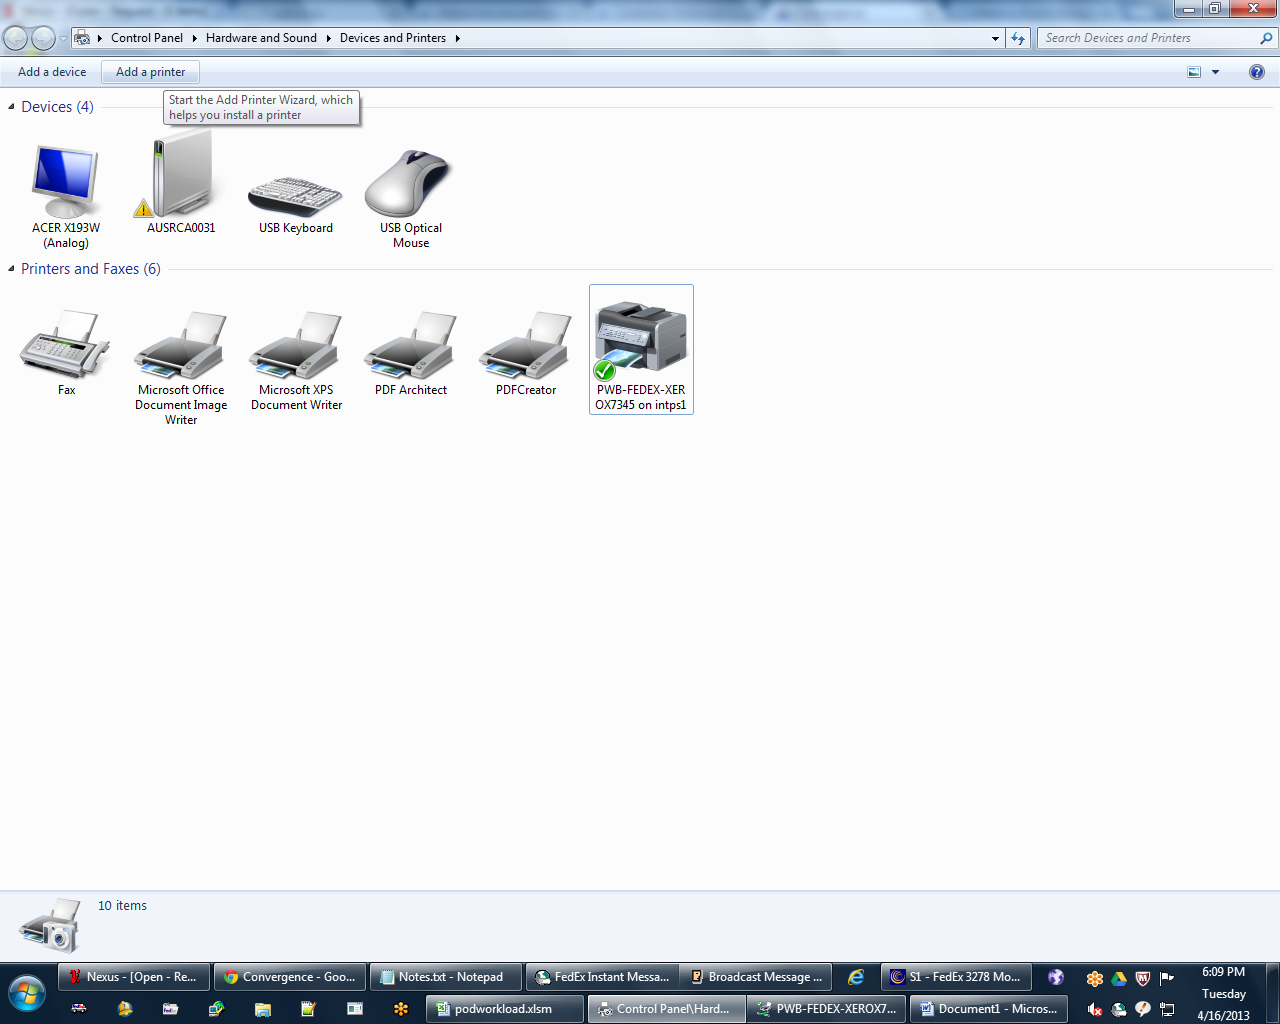 Control Panel
Hardware and Sound
Devices and Printers
Search Devices and Printers
Add a device
Add a printer
Start the Add Printer Wizard, which
helps you install a printer
Devices (4)
ACER X193W
(Analog)
AUSRCA0031
USB Keyboard
USB Optical
Mouse
Printers and Faxes (6)
Fax
Microsoft Office
Document Image
Writer
Microsoft XPS
Document Writer
PDF Architect
PDFCreator
PWB-FEDEX-XER
OX7345 on intps1
10 items
Nexus - [Open - Re...
Convergence - Goo...
Notes.txt - Notepad
FedEx Instant Messa...
Broadcast Message ...
S1 - FedEx 3278 Mo...
6:09 PM
Tuesday
4/16/2013
podworkload.xlsm
Control Panel\Hard...
PWB-FEDEX-XEROX7...
Document1 - Micros...